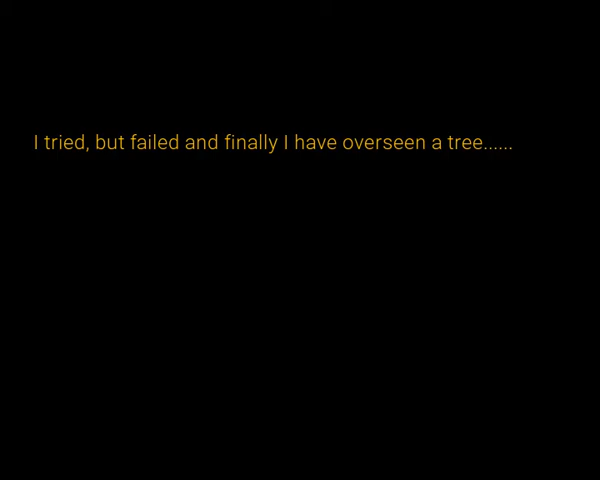 I tried, but failed and finally I have overseen a tree......